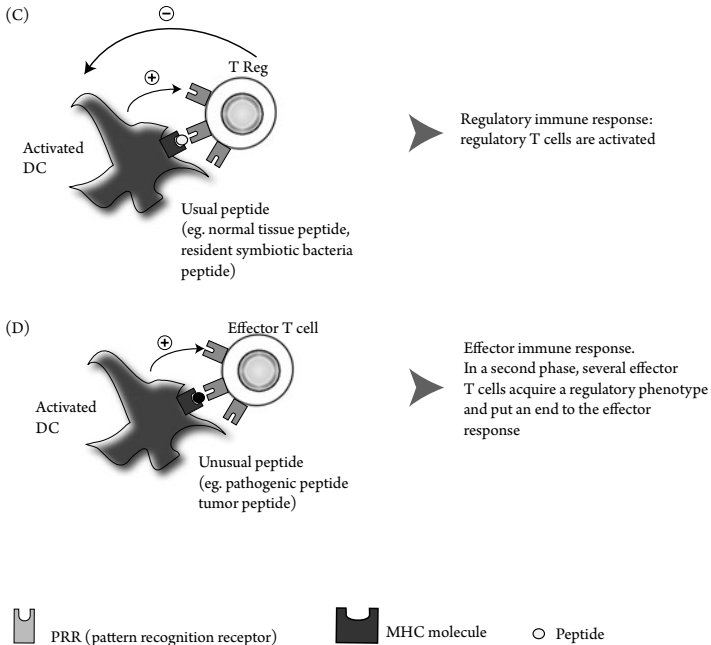 (C)
−
+
T Reg
Activated
DC
Usual peptide
(eg. normal tissue peptide,
resident symbiotic bacteria
peptide)
Regulatory immune response:
regulatory T cells are activated
(D)
+
Effector T cell
Activated
DC
Unusual peptide
(eg. pathogenic peptide
tumor peptide)
Effector immune response.
In a second phase, several effector
T cells acquire a regulatory phenotype
and put an end to the effector
response
PRR (pattern recognition receptor)
MHC molecule
Peptide